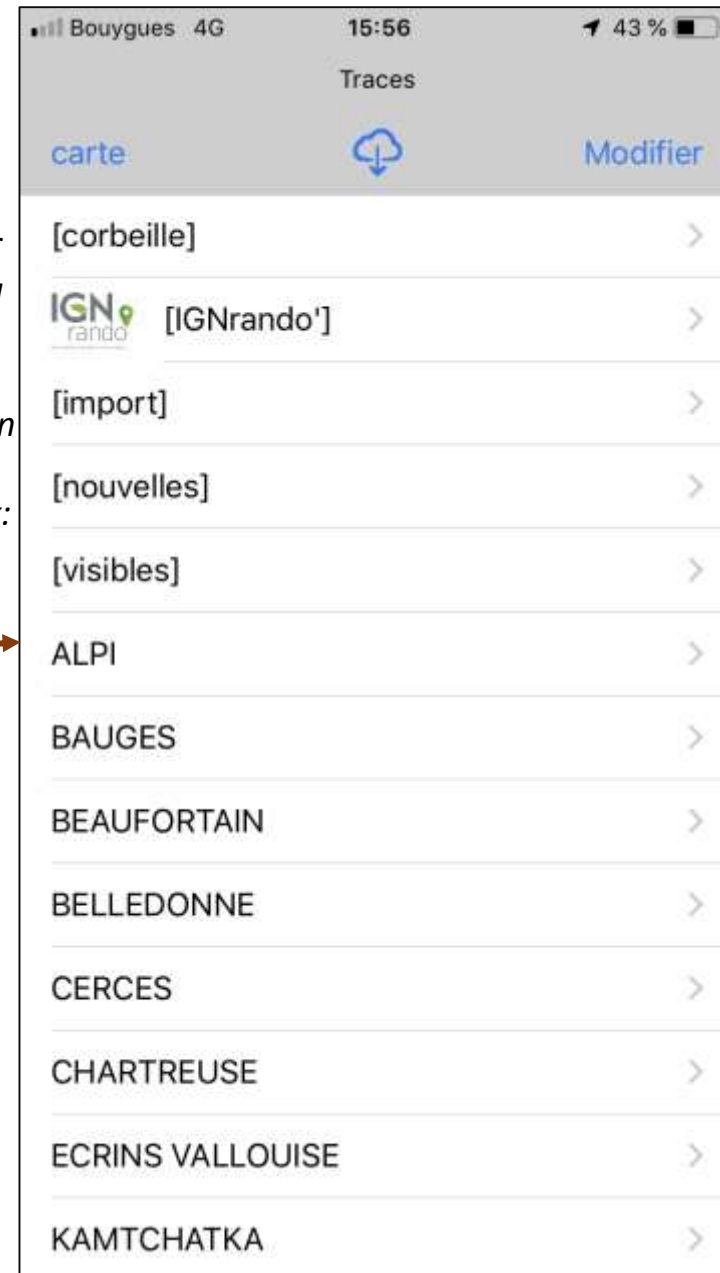 Bouygues 4G 15:56 43 %
Traces
carte Modifier
[corbeille]
IGN rando [IGNrando']
[import]
n
[nouvelles]
:
[visibles]
ALPI
BAUGES
BEAUFORTAIN
BELLEDONNE
CERCES
CHARTREUSE
ECRINS VALLOUISE
KAMTCHATKA